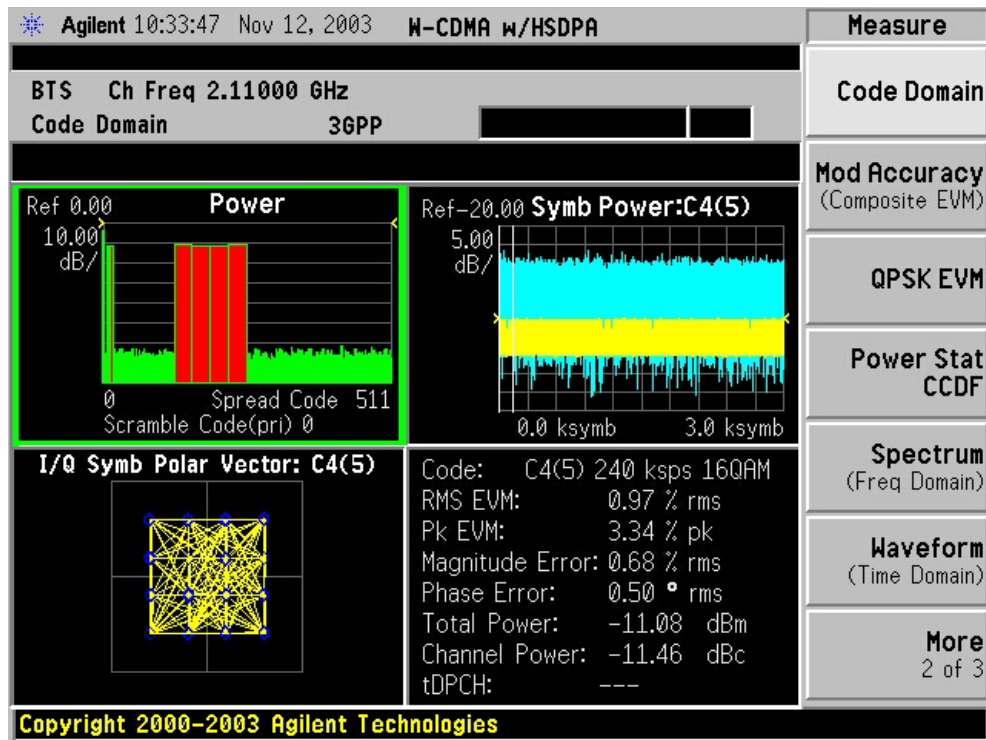 Agilent 10:33:47 Nov 12, 2003 W-CDMA w/HSDPA
Measure
BTS Ch Freq 2.11000 GHz
Code Domain 3GPP
Code Domain
Mod Accuracy
(Composite EVM)
QPSK EVM
Power Stat
CCDF
Spectrum
(Freq Domain)
Waveform
(Time Domain)
More
2 of 3
Ref 0.00 Power
10.00
dB/
0 Spread Code 511
Scramble Code(pri) 0
Ref-20.00 Symb Power:C4(5)
5.00
dB/
0.0 ksymb 3.0 ksymb
I/Q Symb Polar Vector: C4(5)
Code: C4(5) 240 ksps 16QAM
RMS EVM: 0.97 % rms
Pk EVM: 3.34 % pk
Magnitude Error: 0.68 % rms
Phase Error: 0.50 ° rms
Total Power: -11.08 dBm
Channel Power: -11.46 dBc
tDPCH: ---
Copyright 2000-2003 Agilent Technologies